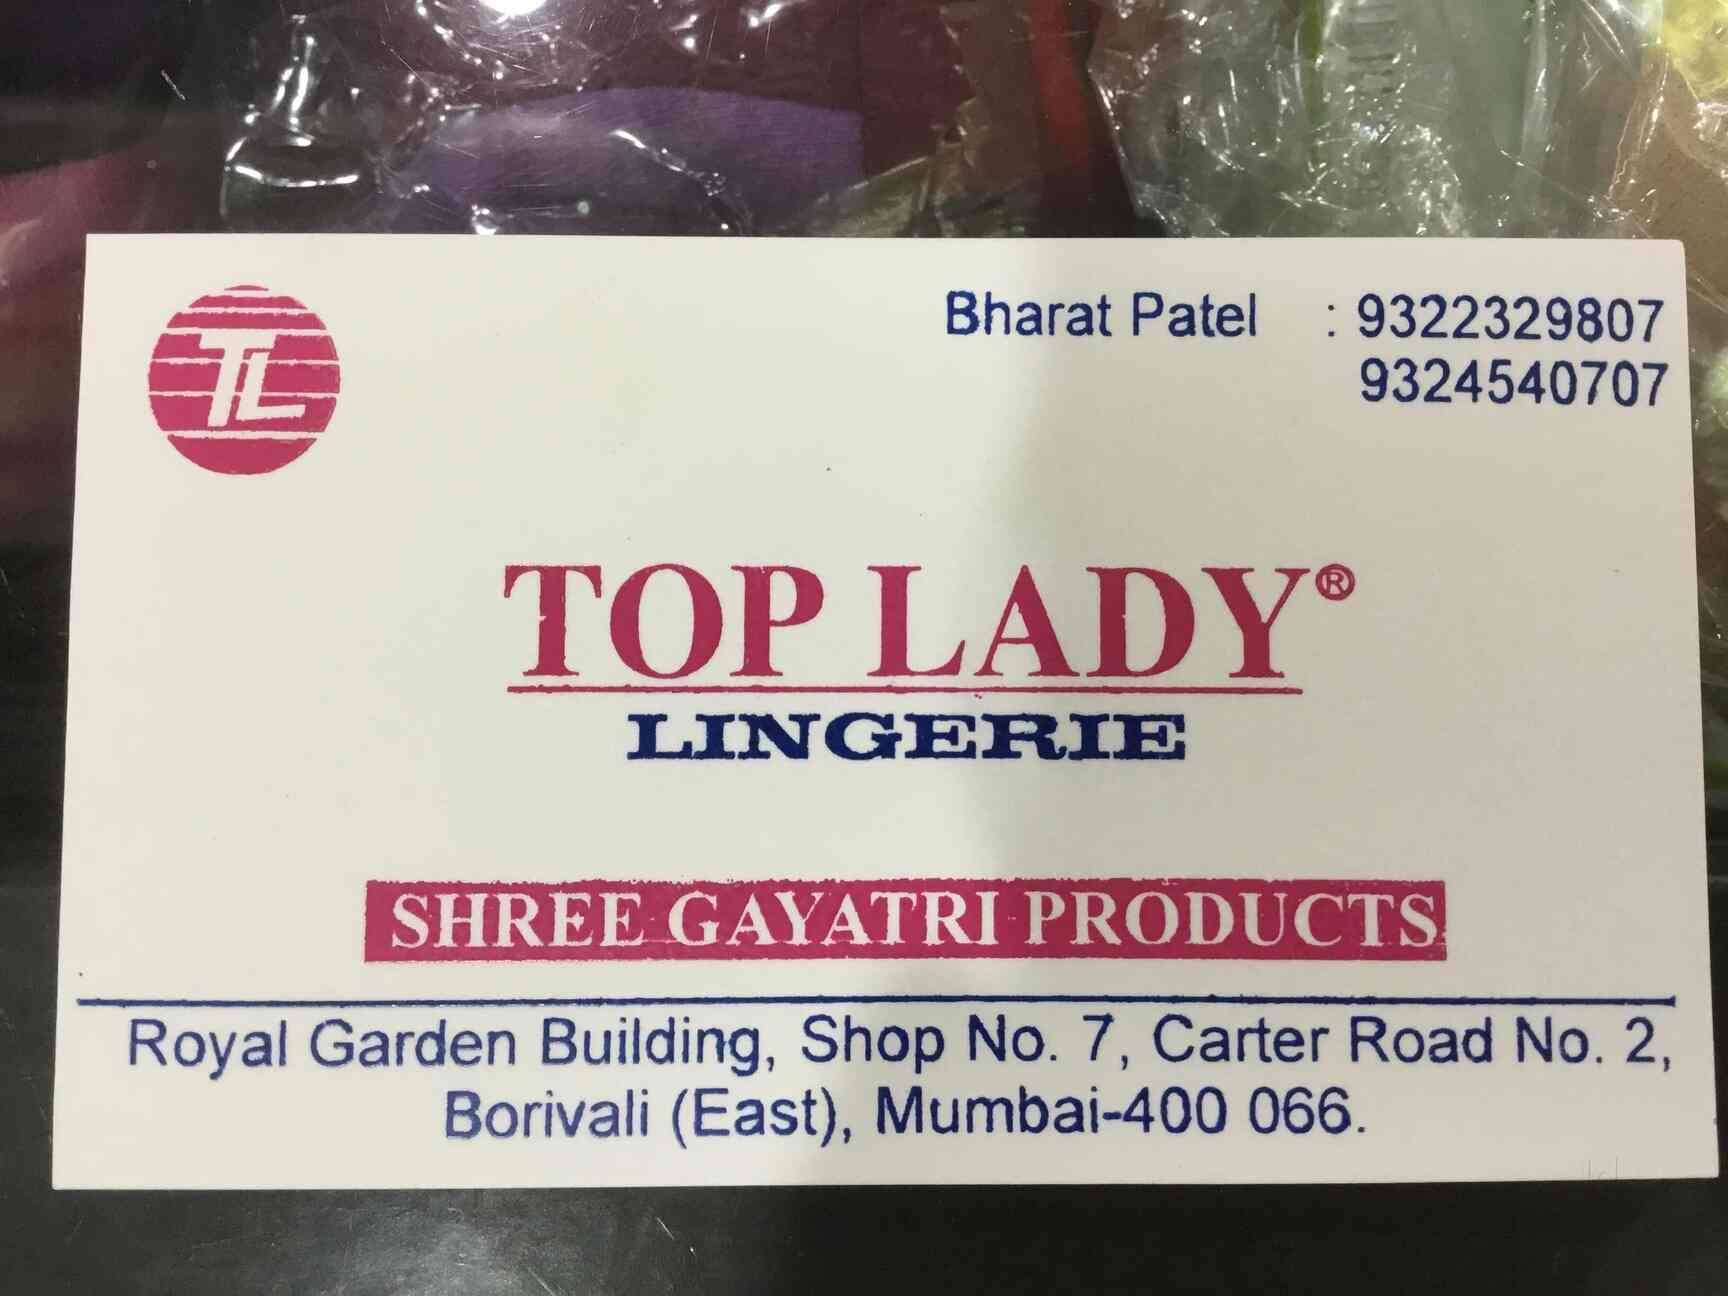 TL
Bharat Patel : 9322329807
9324540707
TOP LADY®
LINGERIE
SHREE GAYATRI PRODUCTS
Royal Garden Building, Shop No. 7, Carter Road No. 2,
Borivali (East), Mumbai-400 066.